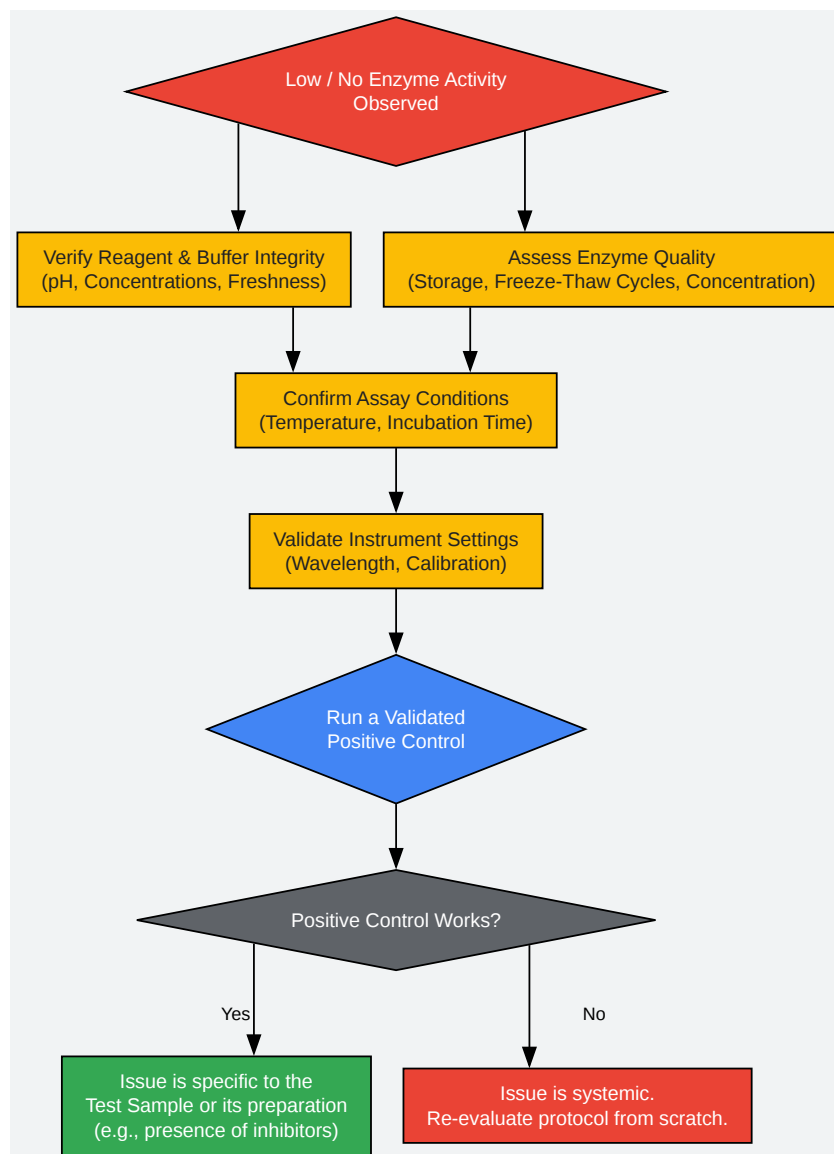 Low / No Enzyme Activity
Observed
Verify Reagent & Buffer Integrity
(pH, Concentrations, Freshness)
Assess Enzyme Quality
(Storage, Freeze-Thaw Cycles, Concentration)
Confirm Assay Conditions
(Temperature, Incubation Time)
Validate Instrument Settings
(Wavelength, Calibration)
Run a Validated
Positive Control
Positive Control Works?
Yes
No
Issue is specific to the
Test Sample or its preparation
(e.g., presence of inhibitors)
Issue is systemic.
Re-evaluate protocol from scratch.